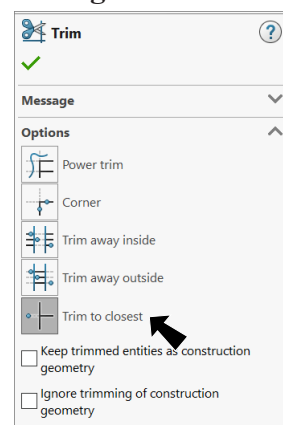 Trim
?
Message
Options
Power trim
Corner
Trim away inside
Trim away outside
Trim to closest
Keep trimmed entities as construction
geometry
Ignore trimming of construction
geometry